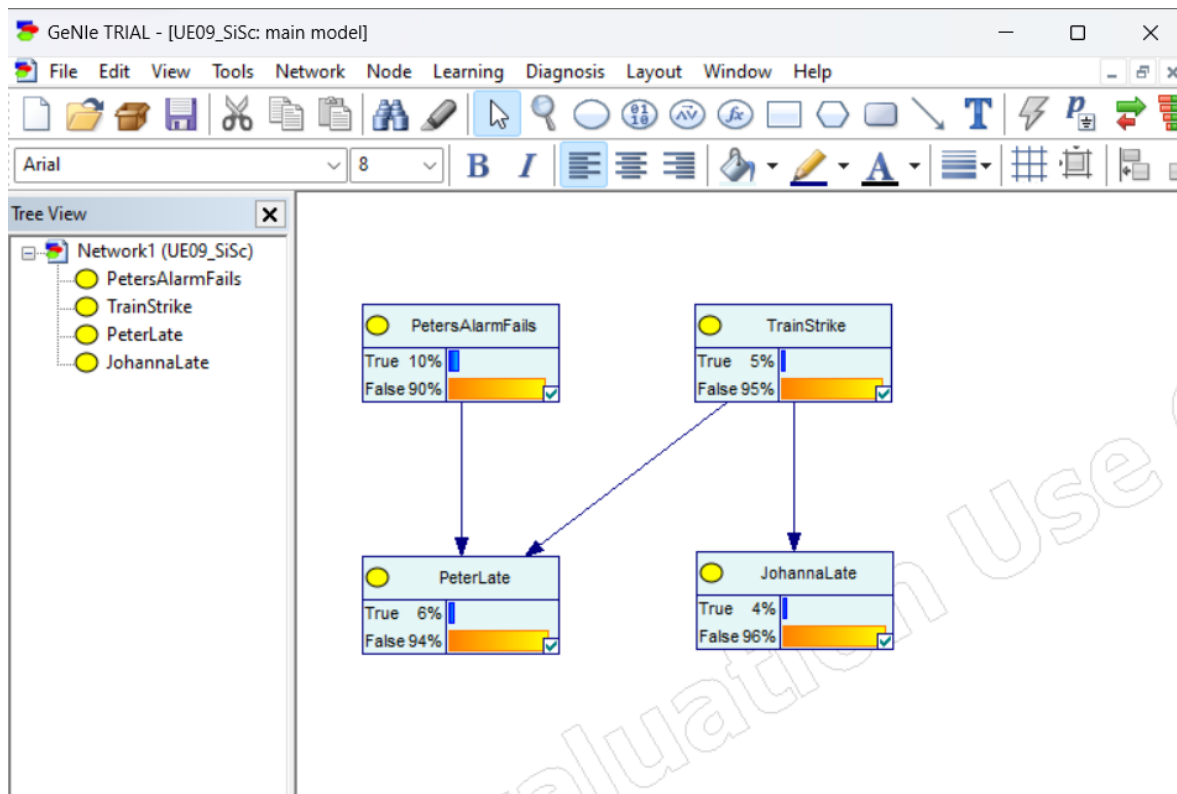 GeNIe TRIAL - [UE09_SiSc: main model]
File Edit View Tools Network Node Learning Diagnosis Layout Window Help
Arial 8 B I A
Tree View
Network1 (UE09_SiSc)
PetersAlarmFails
TrainStrike
PeterLate
JohannaLate
PetersAlarmFails
True 10%
False 90%
TrainStrike
True 5%
False 95%
PeterLate
True 6%
False 94%
JohannaLate
True 4%
False 96%
Evaluation Use